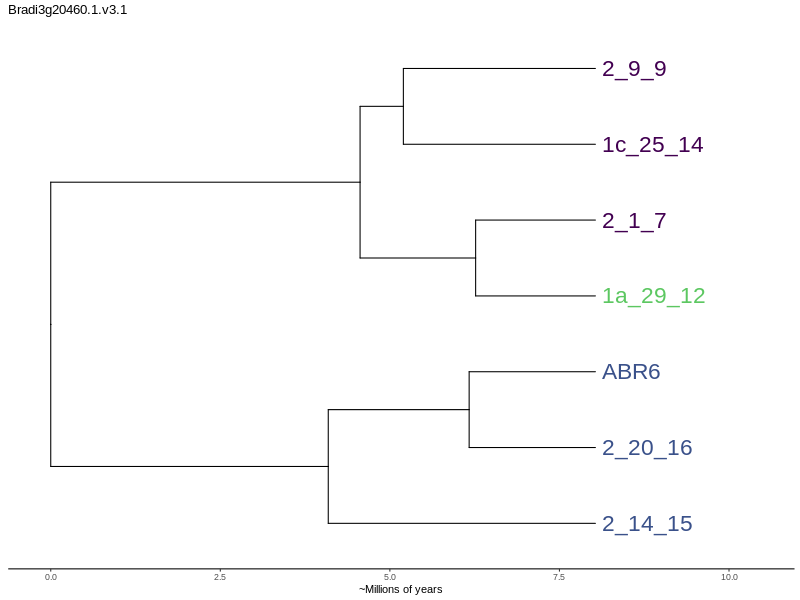 Bradi3g20460.1.v3.1
2_9_9
1c_25_14
2_1_7
1a_29_12
ABR6
2_20_16
2_14_15
0.0 2.5 5.0 7.5 10.0
~Millions of years